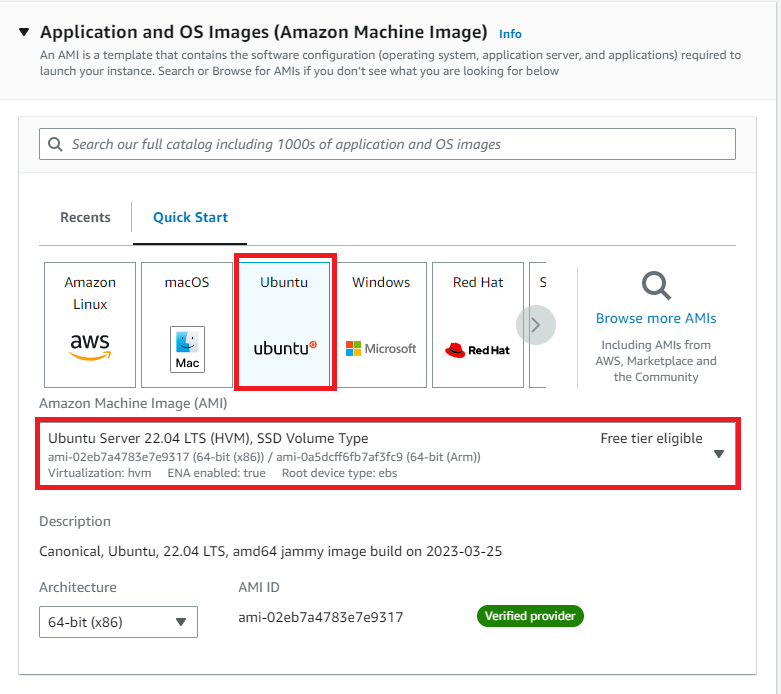 Application and OS Images (Amazon Machine Image) Info
An AMI is a template that contains the software configuration (operating system, application server, and applications) required to
launch your instance. Search or Browse for AMIs if you don't see what you are looking for below
Search our full catalog including 1000s of application and OS images
Recents
Quick Start
Amazon
Linux
aws
macOS
Mac
Ubuntu
ubuntu
Windows
Microsoft
Red Hat
Red Hat
S
Browse more AMIs
Including AMIs from
AWS, Marketplace and
the Community
Amazon Machine Image (AMI)
Ubuntu Server 22.04 LTS (HVM), SSD Volume Type
Free tier eligible
ami-02eb7a4783e7e9317 (64-bit (x86)) / ami-0a5dcff6fb7af3fc9 (64-bit (Arm))
Virtualization: hvm ENA enabled: true Root device type: ebs
Description
Canonical, Ubuntu, 22.04 LTS, amd64 jammy image build on 2023-03-25
Architecture
AMI ID
64-bit (x86)
ami-02eb7a4783e7e9317
Verified provider